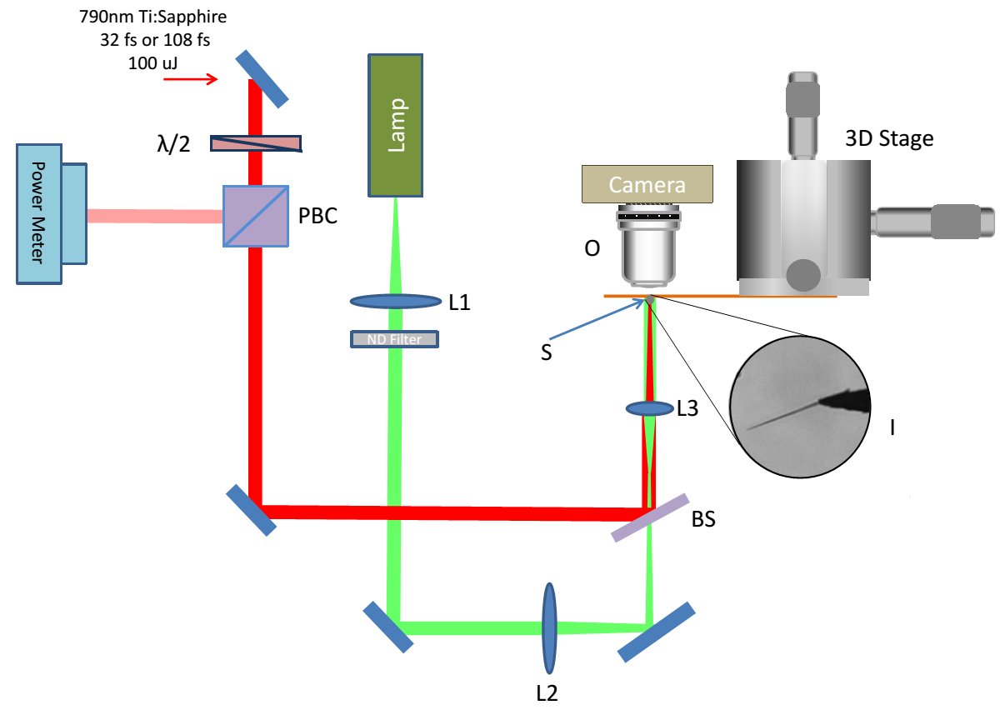 790nm Ti:Sapphire
32 fs or 108 fs
100 uJ
λ/2
Power Meter
PBC
Lamp
L1
ND Filter
Camera
O
3D Stage
S
L3
I
BS
L2